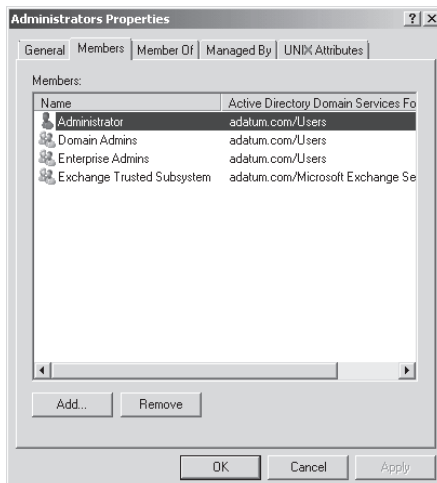 Administrators Properties
General Members Member Of Managed By UNIX Attributes
Members:
Name Active Directory Domain Services Fo
Administrator adatum.com/Users
Domain Admins adatum.com/Users
Enterprise Admins adatum.com/Users
Exchange Trusted Subsystem adatum.com/Microsoft Exchange Se
Add... Remove
OK Cancel Apply